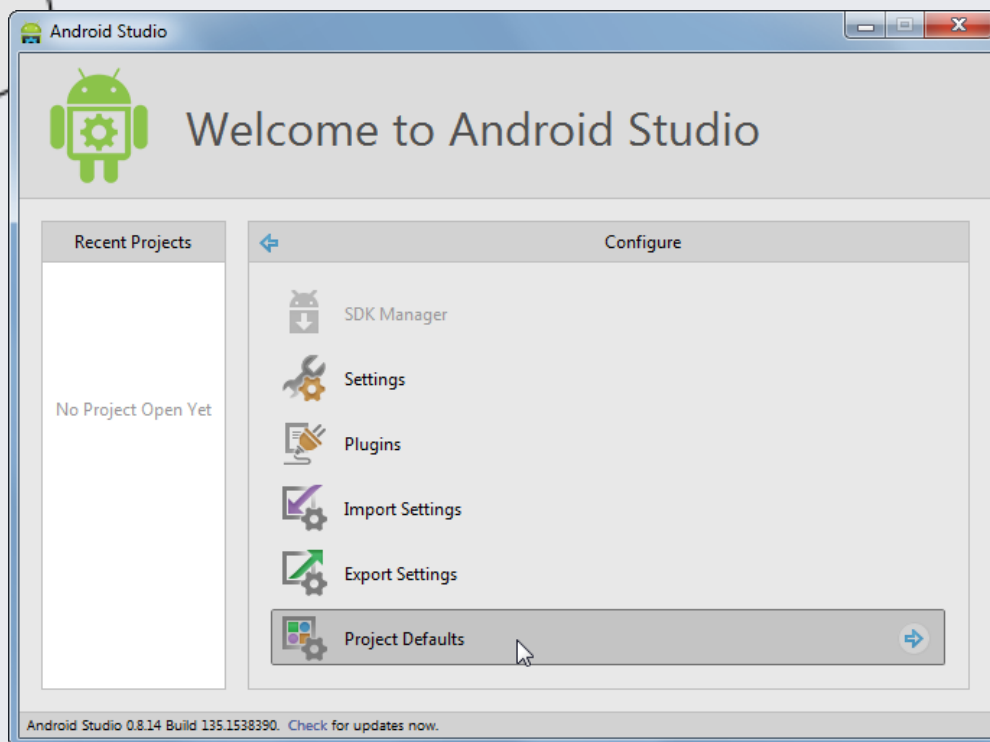 Android Studio
Welcome to Android Studio
Recent Projects
No Project Open Yet
Configure
SDK Manager
Settings
Plugins
Import Settings
Export Settings
Project Defaults
Android Studio 0.8.14 Build 135.1538390. Check for updates now.